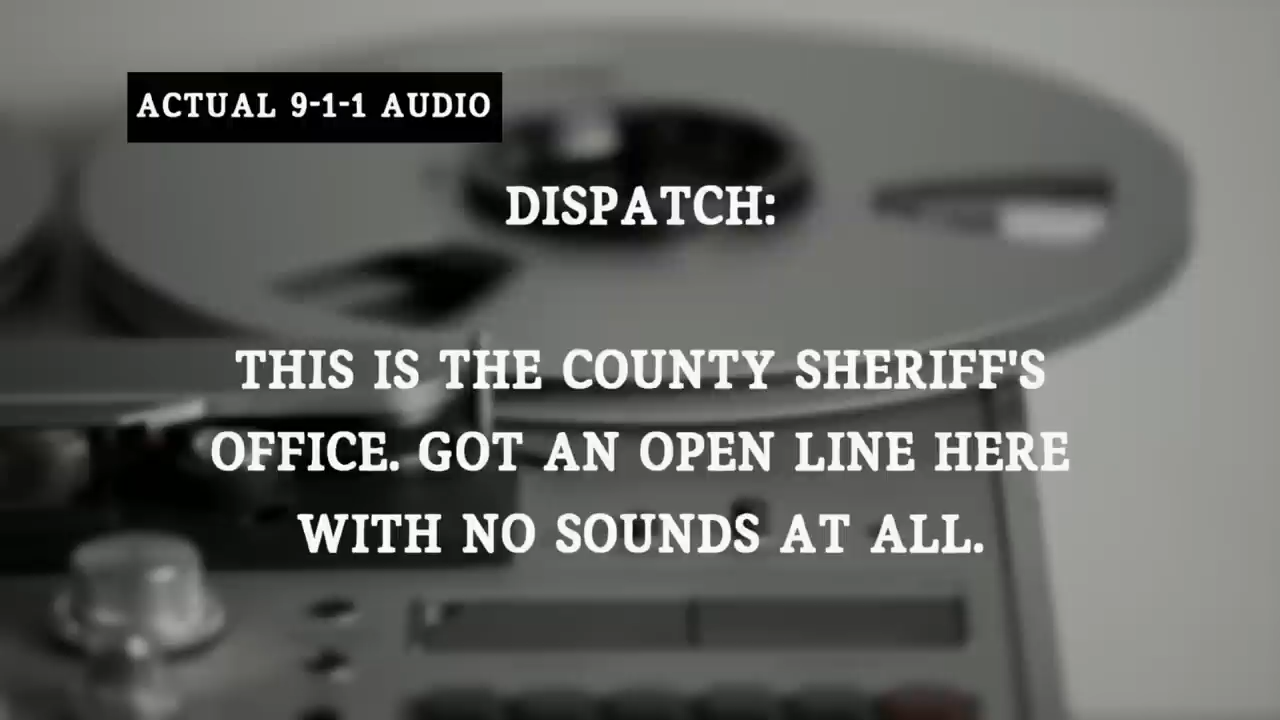 ACTUAL 9-1-1 AUDIO
DISPATCH:
THIS IS THE COUNTY SHERIFF'S
OFFICE. GOT AN OPEN LINE HERE
WITH NO SOUNDS AT ALL.